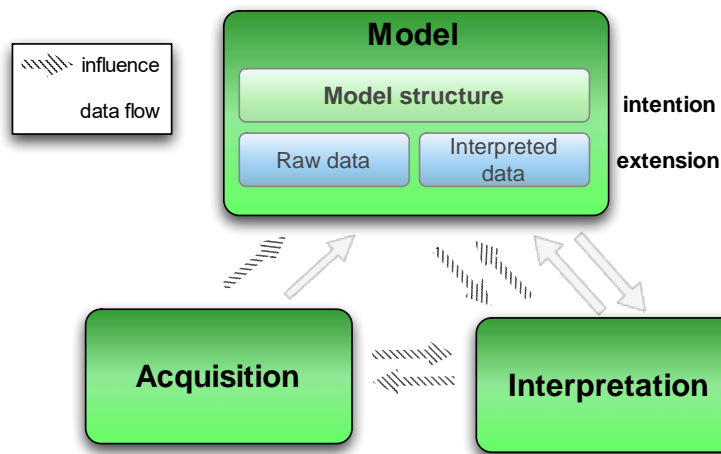 Model
influence
data flow
Model structure
intention
Raw data
Interpreted
data
extension
Acquisition
Interpretation